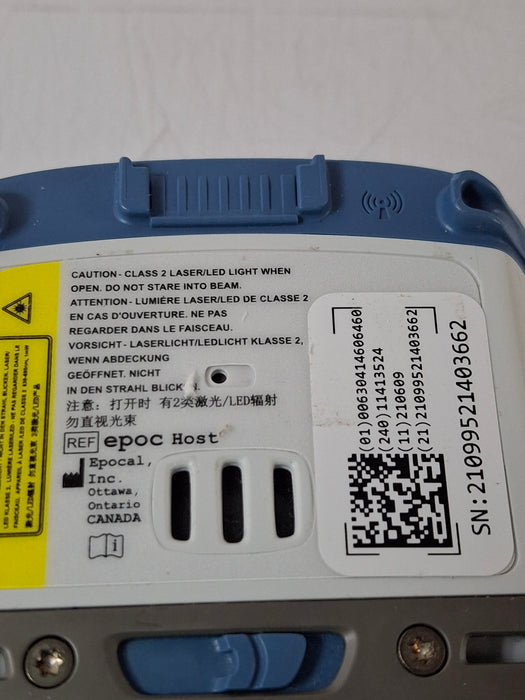 CAUTION - CLASS 2 LASER/LED LIGHT WHEN
OPEN. DO NOT STARE INTO BEAM.
ATTENTION - LUMIÉRE LASER/LED DE CLASSE 2
EN CAS D'OUVERTURE. NE PAS
REGARDER DANS LE FAISCEAU.
VORSICHT - LASERLICHT/LEDLICHT KLASSE 2,
WENN ABDECKUNG
GEÖFFNET. NICHT
IN DEN STRAHL BLICKEN.
注意: 打开时 有2类激光/LED辐射
勿直视光束
REF epoc Host
Epocal,
Inc.
Ottawa,
Ontario
CANADA
(01)00630414606460
(240)11413524
(11)210609
(21)21099521403662
SN:21099521403662